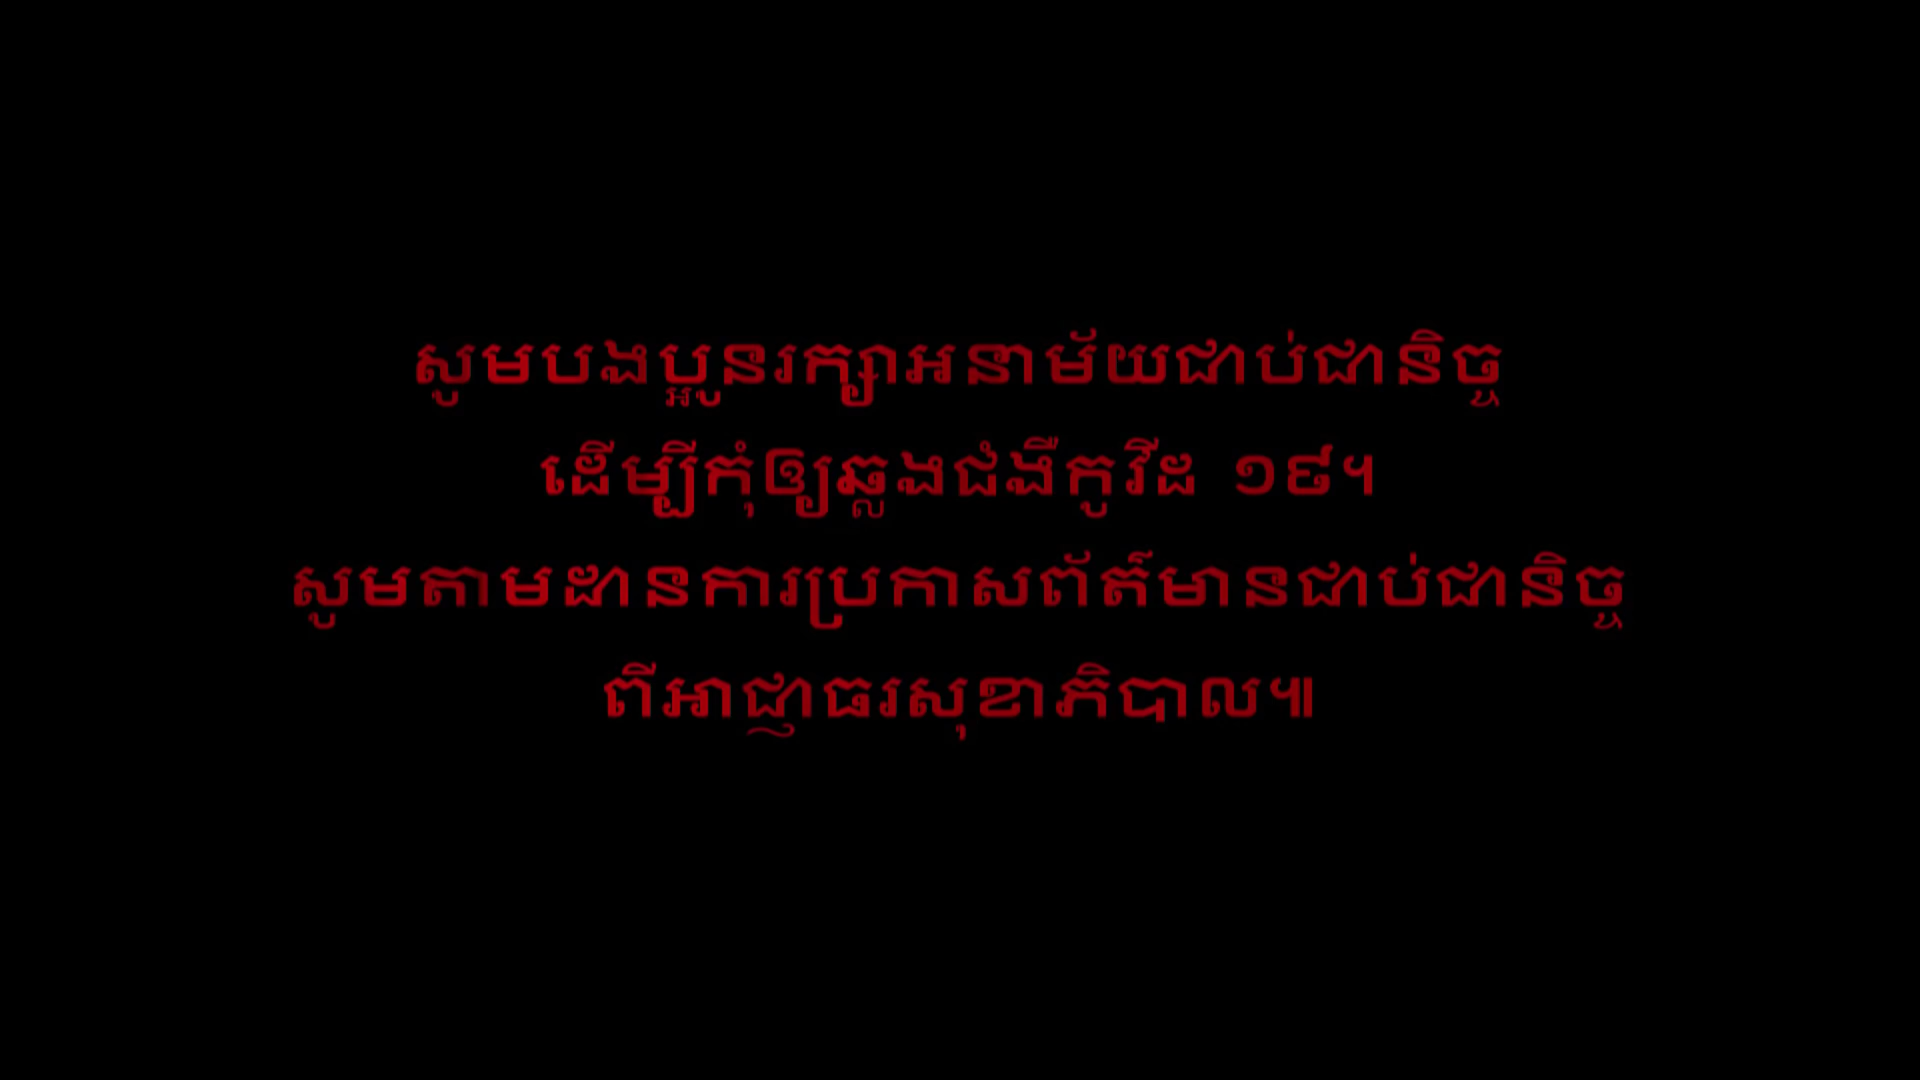 សូមបងប្អូនរក្សាអនាម័យជាប់ជានិច្ច
ដើម្បីកុំឲ្យឆ្លងជំងឺកូវីដ ១៩។
សូមតាមដានការប្រកាសព័ត៌មានជាប់ជានិច្ច
ពីអាជ្ញាធរសុខាភិបាល៕